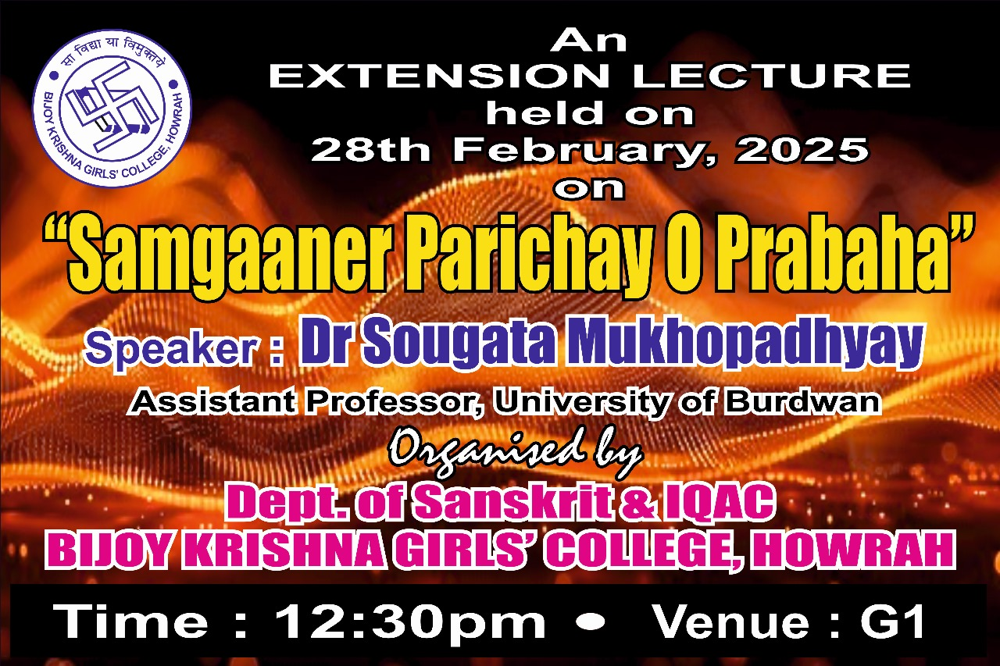 सा विद्या या विमुक्तये
BIJOY KRISHNA GIRLS' COLLEGE, HOWRAH
An
EXTENSION LECTURE
held on
28th February, 2025
on
“Samgaaner Parichay O Prabaha”
Speaker : Dr Sougata Mukhopadhyay
Assistant Professor, University of Burdwan
Organised by
Dept. of Sanskrit & IQAC
BIJOY KRISHNA GIRLS’ COLLEGE, HOWRAH
Time : 12:30pm • Venue : G1